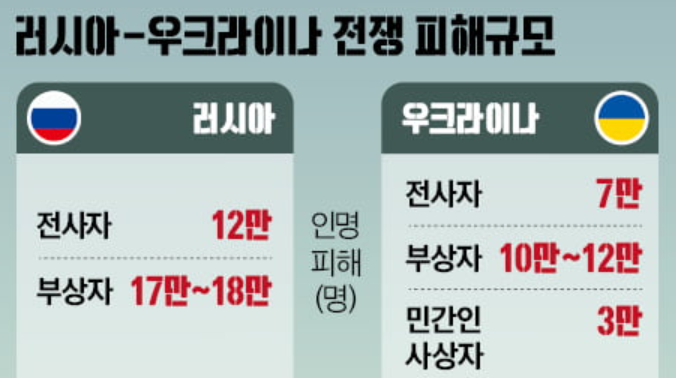 러시아-우크라이나 전쟁 피해규모
러시아
전사자 12만
부상자 17만~18만
인명
피해
(명)
우크라이나
전사자 7만
부상자 10만~12만
민간인 3만
사상자